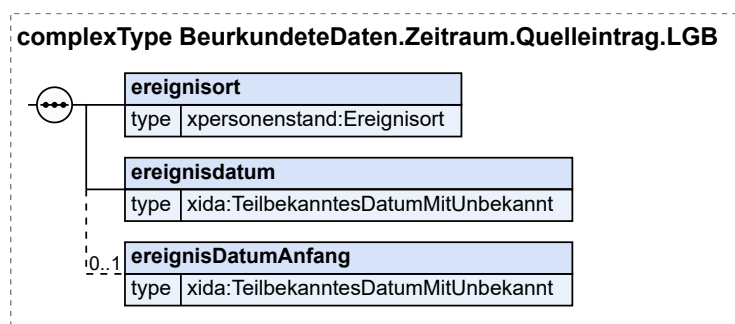 complexType BeurkundeteDaten.Zeitraum.Quelleintrag.LGB
ereignisort
type xpersonenstand:Ereignisort
ereignisdatum
type xida:TeilbekanntesDatumMitUnbekannt
0..1 ereignisDatumAnfang
type xida:TeilbekanntesDatumMitUnbekannt